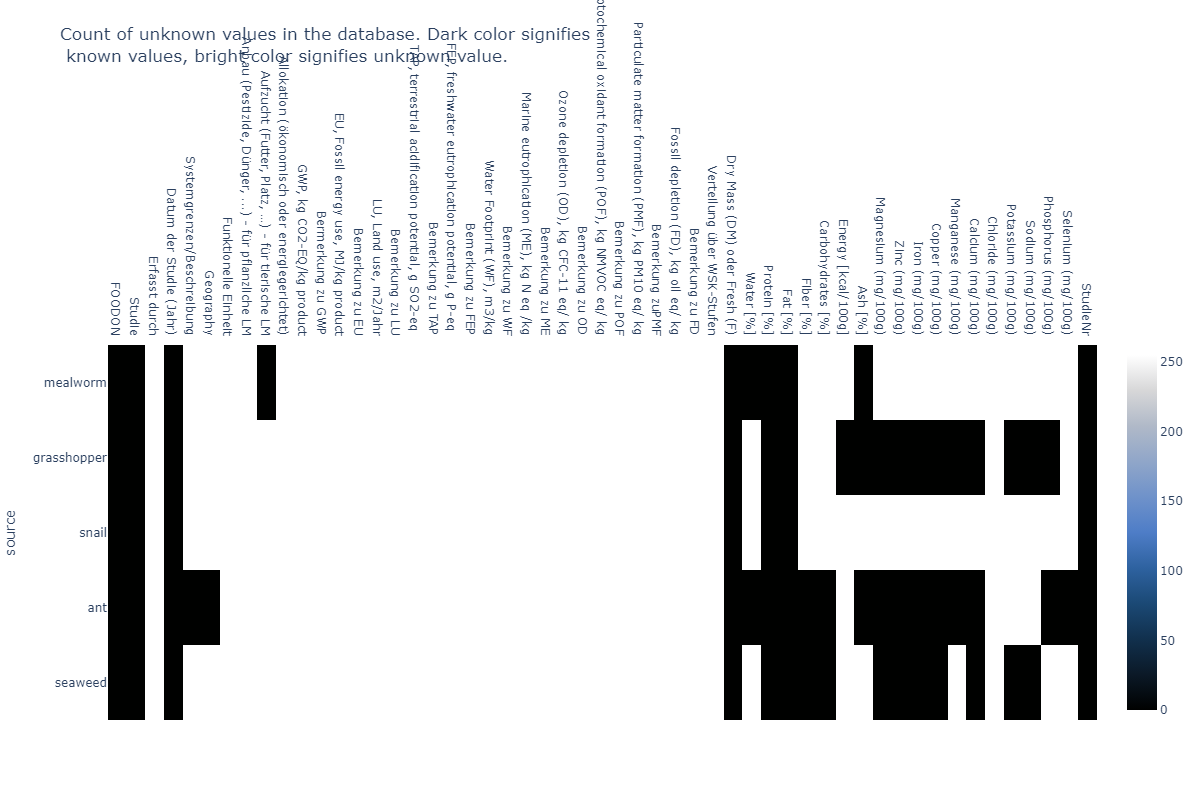 Count of unknown values in the database. Dark color signifies
known values, bright color signifies unknown value.
FOODON
Studie
Erfasst durch
Datum der Studie (Jahr)
Systemgrenzen/Beschreibung
Geography
Funktionelle Einheit
Anbau (Pestizide, Dünger, ...) - für pflanzliche LM
Aufzucht (Futter, Platz, ...) - für tierische LM
Allokation (ökonomisch oder energiegerichtet)
GWP, kg CO2-EQ/kg product
Bermerkung zu GWP
EU, Fossil energy use, MJ/kg product
Bemerkung zu EU
LU, Land use, m2/Jahr
Bemerkung zu LU
TAP, terrestrial acidification potential, g SO2-eq
Bemerkung zu TAP
FEP, freshwater eutrophication potential, g P-eq
Bemerkung zu FEP
Water Footprint (WF), m3/kg
Bemerkung zu WF
Marine eutrophication (ME), kg N eq /kg
Bemerkung zu ME
Ozone depletion (OD), kg CFC-11 eq/ kg
Bemerkung zu OD
otochemical oxidant formation (POF), kg NMVOC eq/ kg
Bemerkung zu POF
Particulate matter formation (PMF), kg PM10 eq/ kg
Bemerkung zuPMF
Fossil depletion (FD), kg oil eq/ kg
Bemerkung zu FD
Verteilung über WSK-Stufen
Dry Mass (DM) oder Fresh (F)
Water [%]
Protein [%]
Fat [%]
Fiber [%]
Carbohydrates [%]
Energy [kcal/100g]
Ash [%]
Magnesium (mg/100g)
Zinc (mg/100g)
Iron (mg/100g)
Copper (mg/100g)
Manganese (mg/100g)
Calcium (mg/100g)
Chloride (mg/100g)
Potassium (mg/100g)
Sodium (mg/100g)
Phosphorus (mg/100g)
Selenium (mg/100g)
StudieNr
mealworm
grasshopper
snail
ant
seaweed
source
250
200
150
100
50
0